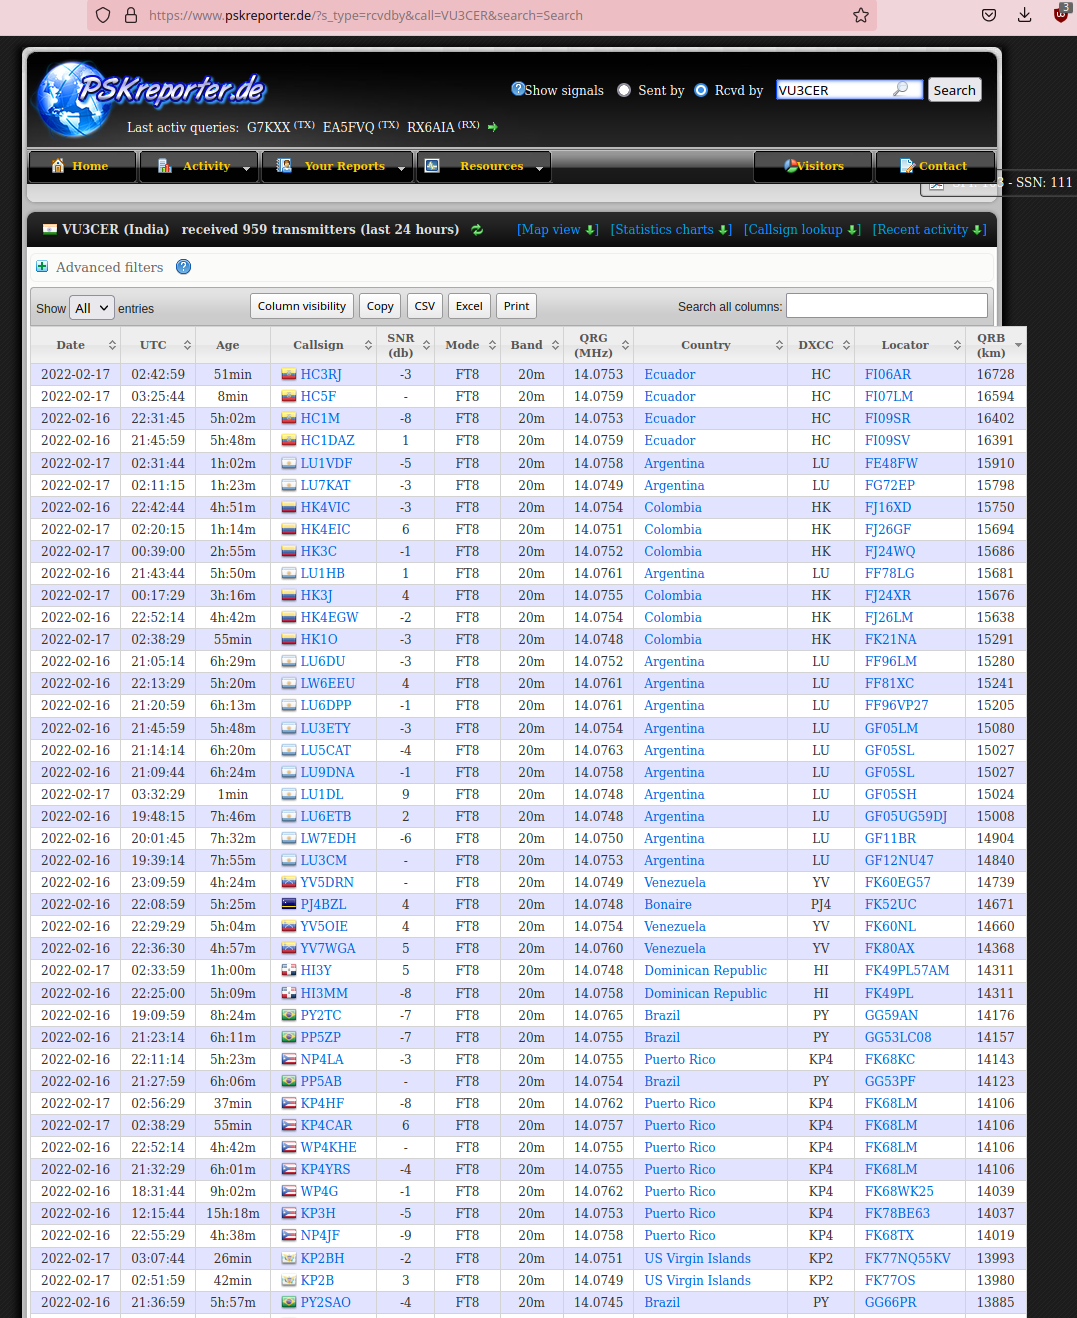 https://www.pskreporter.de/?s_type=rcvdby&call=VU3CER&search=Search
3
PSKreporter.de
Show signals Sent by Rcvd by VU3CER Search
Last activ queries: G7KXX (TX) EA5FVQ (TX) RX6AIA (RX)
Home Activity Your Reports Resources Visitors Contact
- SSN: 111
VU3CER (India) received 959 transmitters (last 24 hours) [Map view] [Statistics charts] [Callsign lookup] [Recent activity]
Advanced filters
Show All entries Column visibility Copy CSV Excel Print Search all columns:
Date UTC Age Callsign SNR (db) Mode Band QRG (MHz) Country DXCC Locator QRB (km)
2022-02-17 02:42:59 51min HC3RJ -3 FT8 20m 14.0753 Ecuador HC FI06AR 16728
2022-02-17 03:25:44 8min HC5F - FT8 20m 14.0759 Ecuador HC FI07LM 16594
2022-02-16 22:31:45 5h:02m HC1M -8 FT8 20m 14.0753 Ecuador HC FI09SR 16402
2022-02-16 21:45:59 5h:48m HC1DAZ 1 FT8 20m 14.0759 Ecuador HC FI09SV 16391
2022-02-17 02:31:44 1h:02m LU1VDF -5 FT8 20m 14.0758 Argentina LU FE48FW 15910
2022-02-17 02:11:15 1h:23m LU7KAT -3 FT8 20m 14.0749 Argentina LU FG72EP 15798
2022-02-16 22:42:44 4h:51m HK4VIC -3 FT8 20m 14.0754 Colombia HK FJ16XD 15750
2022-02-17 02:20:15 1h:14m HK4EIC 6 FT8 20m 14.0751 Colombia HK FJ26GF 15694
2022-02-17 00:39:00 2h:55m HK3C -1 FT8 20m 14.0752 Colombia HK FJ24WQ 15686
2022-02-16 21:43:44 5h:50m LU1HB 1 FT8 20m 14.0761 Argentina LU FF78LG 15681
2022-02-17 00:17:29 3h:16m HK3J 4 FT8 20m 14.0755 Colombia HK FJ24XR 15676
2022-02-16 22:52:14 4h:42m HK4EGW -2 FT8 20m 14.0754 Colombia HK FJ26LM 15638
2022-02-17 02:38:29 55min HK1O -3 FT8 20m 14.0748 Colombia HK FK21NA 15291
2022-02-16 21:05:14 6h:29m LU6DU -3 FT8 20m 14.0752 Argentina LU FF96LM 15280
2022-02-16 22:13:29 5h:20m LW6EEU 4 FT8 20m 14.0761 Argentina LU FF81XC 15241
2022-02-16 21:20:59 6h:13m LU6DPP -1 FT8 20m 14.0761 Argentina LU FF96VP27 15205
2022-02-16 21:45:59 5h:48m LU3ETY -3 FT8 20m 14.0754 Argentina LU GF05LM 15080
2022-02-16 21:14:14 6h:20m LU5CAT -4 FT8 20m 14.0763 Argentina LU GF05SL 15027
2022-02-16 21:09:44 6h:24m LU9DNA -1 FT8 20m 14.0758 Argentina LU GF05SL 15027
2022-02-17 03:32:29 1min LU1DL 9 FT8 20m 14.0748 Argentina LU GF05SH 15024
2022-02-16 19:48:15 7h:46m LU6ETB 2 FT8 20m 14.0748 Argentina LU GF05UG59DJ 15008
2022-02-16 20:01:45 7h:32m LW7EDH -6 FT8 20m 14.0750 Argentina LU GF11BR 14904
2022-02-16 19:39:14 7h:55m LU3CM - FT8 20m 14.0753 Argentina LU GF12NU47 14840
2022-02-16 23:09:59 4h:24m YV5DRN - FT8 20m 14.0749 Venezuela YV FK60EG57 14739
2022-02-16 22:08:59 5h:25m PJ4BZL 4 FT8 20m 14.0748 Bonaire PJ4 FK52UC 14671
2022-02-16 22:29:29 5h:04m YV5OIE 4 FT8 20m 14.0754 Venezuela YV FK60NL 14660
2022-02-16 22:36:30 4h:57m YV7WGA 5 FT8 20m 14.0760 Venezuela YV FK80AX 14368
2022-02-17 02:33:59 1h:00m HI3Y 5 FT8 20m 14.0748 Dominican Republic HI FK49PL57AM 14311
2022-02-16 22:25:00 5h:09m HI3MM -8 FT8 20m 14.0758 Dominican Republic HI FK49PL 14311
2022-02-16 19:09:59 8h:24m PY2TC -7 FT8 20m 14.0765 Brazil PY GG59AN 14176
2022-02-16 21:23:14 6h:11m PP5ZP -7 FT8 20m 14.0755 Brazil PY GG53LC08 14157
2022-02-16 22:11:14 5h:23m NP4LA -3 FT8 20m 14.0755 Puerto Rico KP4 FK68KC 14143
2022-02-16 21:27:59 6h:06m PP5AB - FT8 20m 14.0754 Brazil PY GG53PF 14123
2022-02-17 02:56:29 37min KP4HF -8 FT8 20m 14.0762 Puerto Rico KP4 FK68LM 14106
2022-02-17 02:38:29 55min KP4CAR 6 FT8 20m 14.0757 Puerto Rico KP4 FK68LM 14106
2022-02-16 22:52:14 4h:42m WP4KHE - FT8 20m 14.0755 Puerto Rico KP4 FK68LM 14106
2022-02-16 21:32:29 6h:01m KP4YRS -4 FT8 20m 14.0755 Puerto Rico KP4 FK68LM 14106
2022-02-16 18:31:44 9h:02m WP4G -1 FT8 20m 14.0762 Puerto Rico KP4 FK68WK25 14039
2022-02-16 12:15:44 15h:18m KP3H -5 FT8 20m 14.0753 Puerto Rico KP4 FK78BE63 14037
2022-02-16 22:55:29 4h:38m NP4JF -9 FT8 20m 14.0758 Puerto Rico KP4 FK68TX 14019
2022-02-17 03:07:44 26min KP2BH -2 FT8 20m 14.0751 US Virgin Islands KP2 FK77NQ55KV 13993
2022-02-17 02:51:59 42min KP2B 3 FT8 20m 14.0749 US Virgin Islands KP2 FK77OS 13980
2022-02-16 21:36:59 5h:57m PY2SAO -4 FT8 20m 14.0745 Brazil PY GG66PR 13885